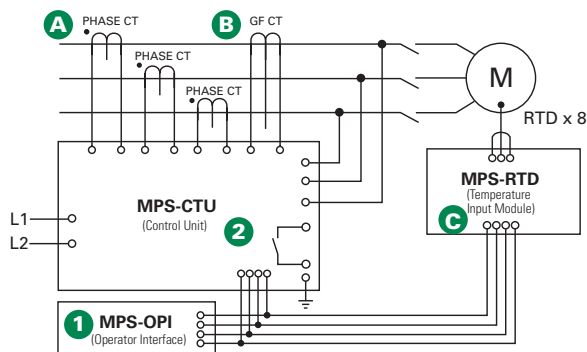 A
PHASE CT
B
GF CT
PHASE CT
PHASE CT
M
RTD x 8
MPS-RTD
(Temperature
Input Module)
C
MPS-CTU
(Control Unit)
2
L1
L2
1
MPS-OPI
(Operator Interface)